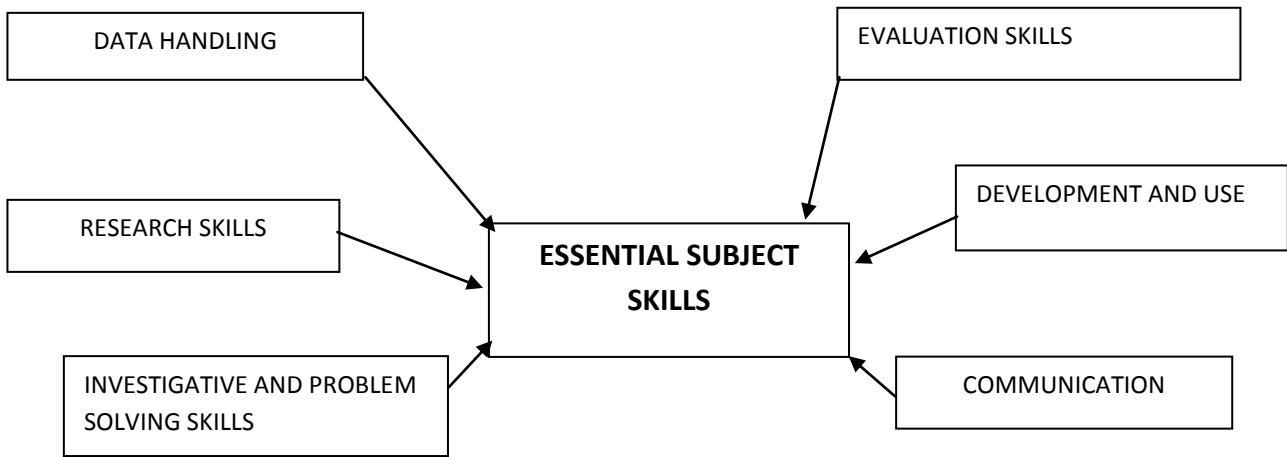 DATA HANDLING
EVALUATION SKILLS
RESEARCH SKILLS
DEVELOPMENT AND USE
ESSENTIAL SUBJECT
SKILLS
INVESTIGATIVE AND PROBLEM
SOLVING SKILLS
COMMUNICATION